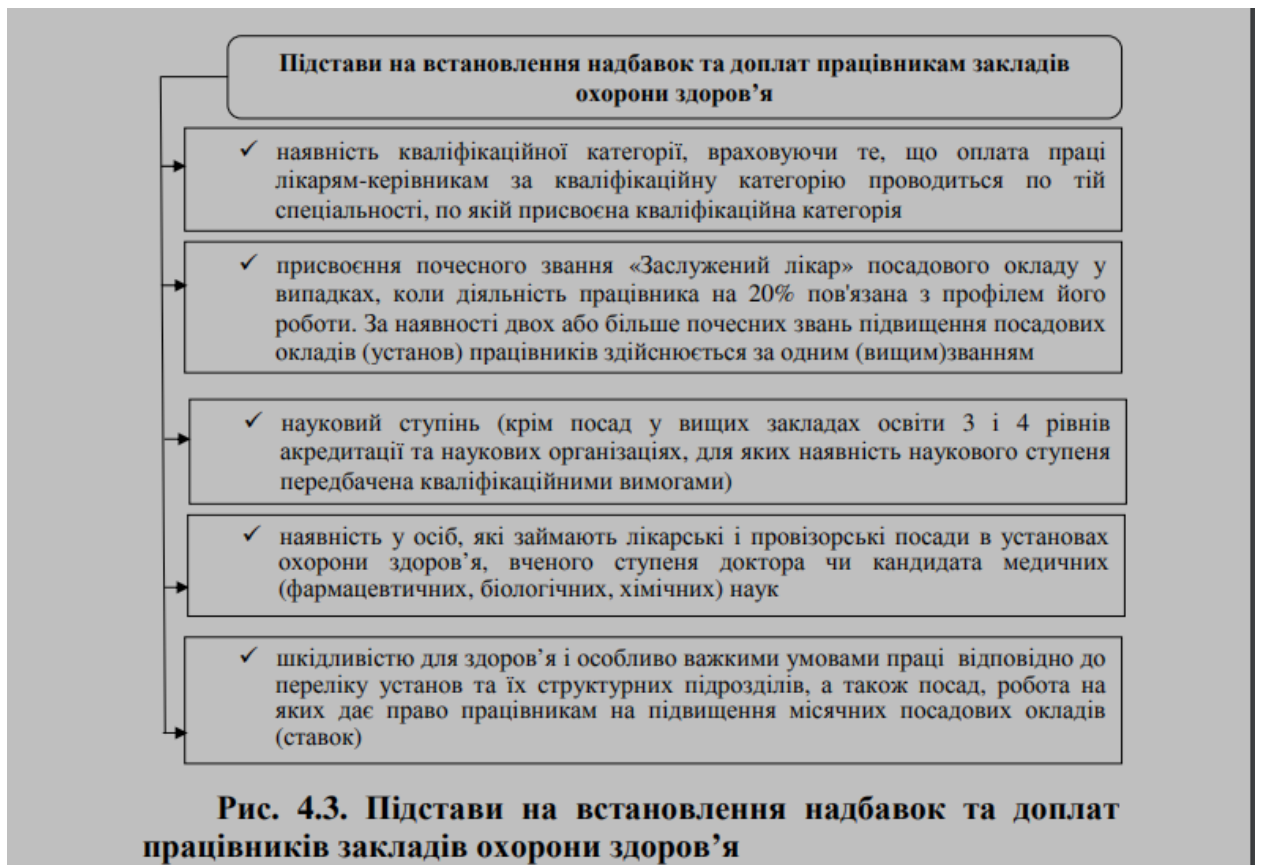 Підстави на встановлення надбавок та доплат працівникам закладів
охорони здоров’я
✓ наявність кваліфікаційної категорії, враховуючи те, що оплата праці
лікарям-керівникам за кваліфікаційну категорію проводиться по тій
спеціальності, по якій присвоєна кваліфікаційна категорія
✓ присвоєння почесного звання «Заслужений лікар» посадового окладу у
випадках, коли діяльність працівника на 20% пов'язана з профілем його
роботи. За наявності двох або більше почесних звань підвищення посадових
окладів (установ) працівників здійснюється за одним (вищим)званням
✓ науковий ступінь (крім посад у вищих закладах освіти 3 і 4 рівнів
акредитації та наукових організаціях, для яких наявність наукового ступеня
передбачена кваліфікаційними вимогами)
✓ наявність у осіб, які займають лікарські і провізорські посади в установах
охорони здоров’я, вченого ступеня доктора чи кандидата медичних
(фармацевтичних, біологічних, хімічних) наук
✓ шкідливістю для здоров’я і особливо важкими умовами праці відповідно до
переліку установ та їх структурних підрозділів, а також посад, робота на
яких дає право працівникам на підвищення місячних посадових окладів
(ставок)
Рис. 4.3. Підстави на встановлення надбавок та доплат
працівників закладів охорони здоров’я